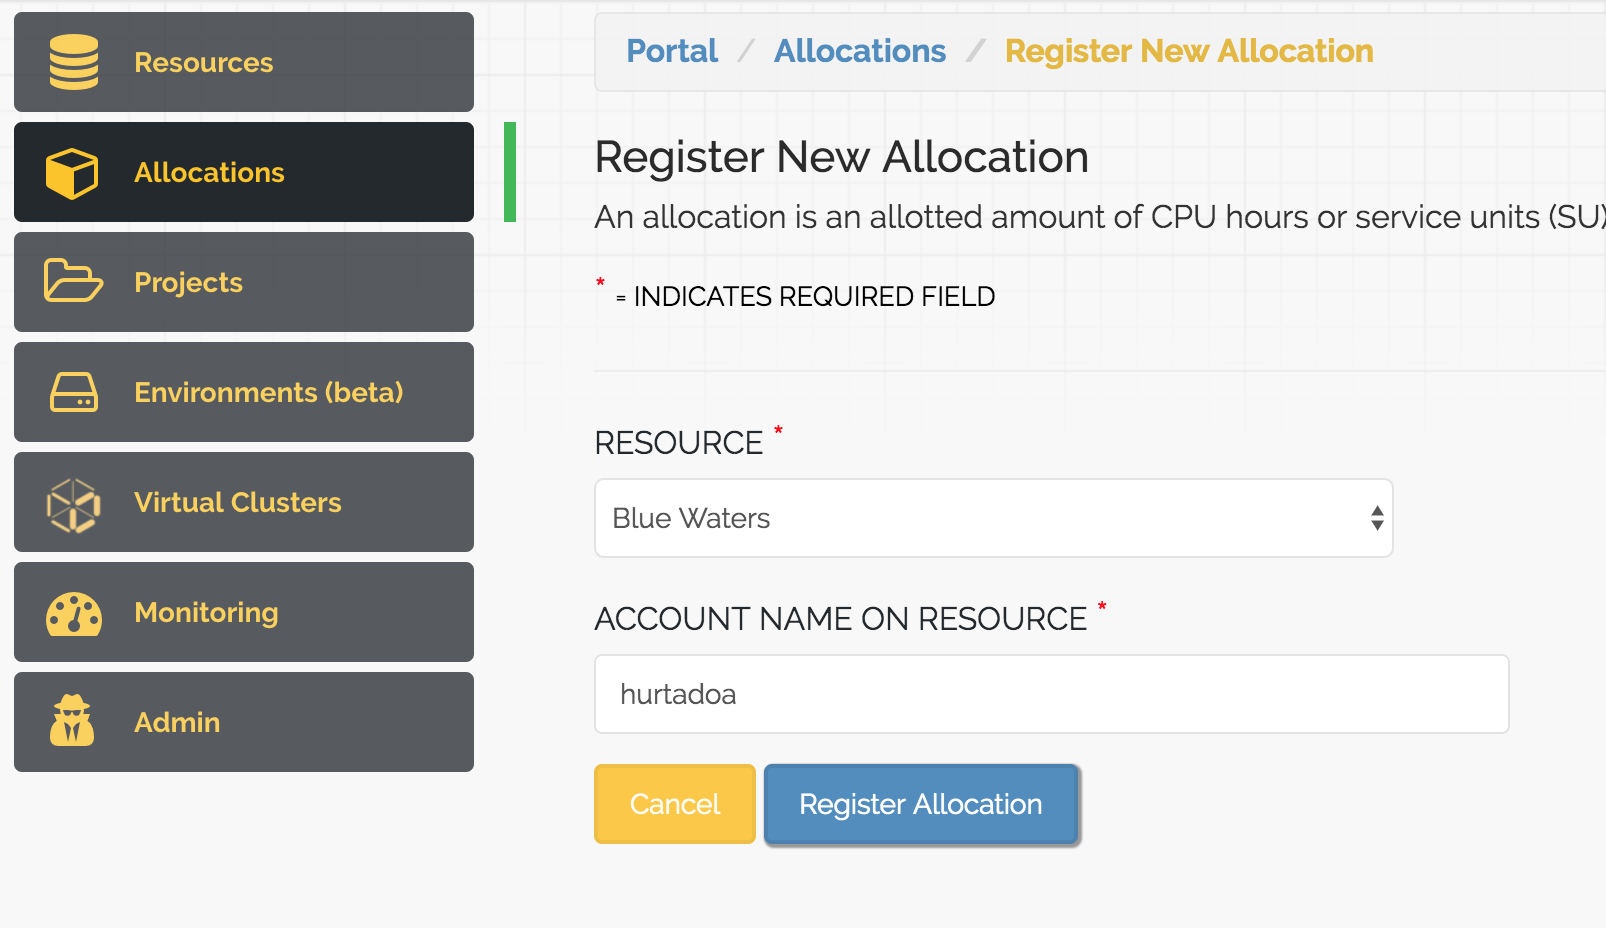 Resources
Allocations
Projects
Environments (beta)
Virtual Clusters
Monitoring
Admin
Portal / Allocations / Register New Allocation
Register New Allocation
An allocation is an allotted amount of CPU hours or service units (SU)
* = INDICATES REQUIRED FIELD
RESOURCE *
Blue Waters
ACCOUNT NAME ON RESOURCE *
hurtadoa
Cancel
Register Allocation